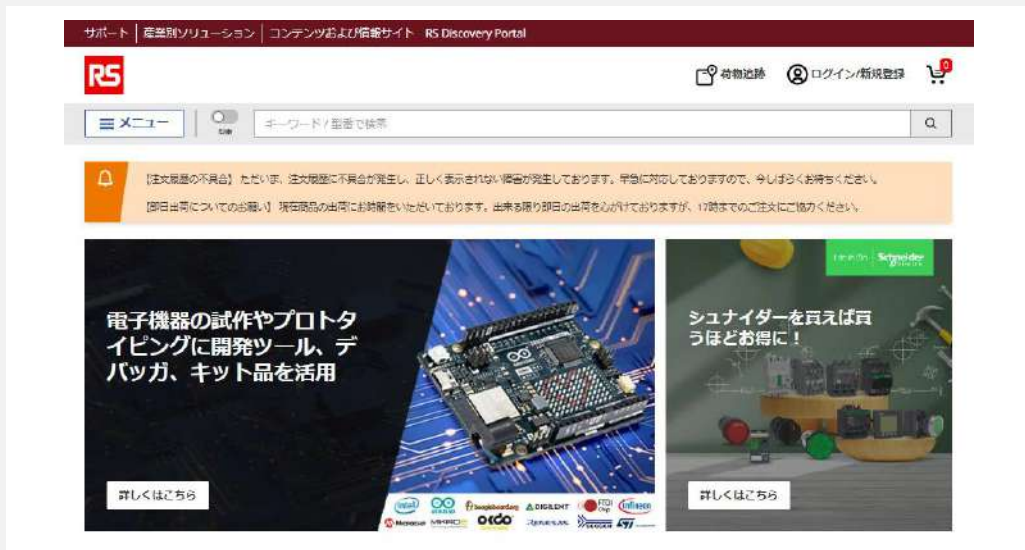 サポート 産業別ソリューション コンテンツおよび情報サイト RS Discovery Portal
RS
荷物追跡 ログイン/新規登録 0
メニュー キーワード / 型番で検索
【注文履歴の不具合】 ただいま、注文履歴に不具合が発生し、正しく表示されない障害が発生しております。早急に対応しておりますので、今しばらくお待ちください。
【即日出荷についてのお願い】 現在商品の出荷にお時間をいただいております。出来る限り即日の出荷を心がけておりますが、17時までのご注文にご協力ください。
電子機器の試作やプロトタ
イピングに開発ツール、デ
バッガ、キット品を活用
詳しくはこちら
intel beagleboard.org DIGILENT FTDI Chip Infineon
Microchip MIKROE OKdo RENESAS SEGGER ST
Schneider
シュナイダーを買えば買
うほどお得に！
詳しくはこちら